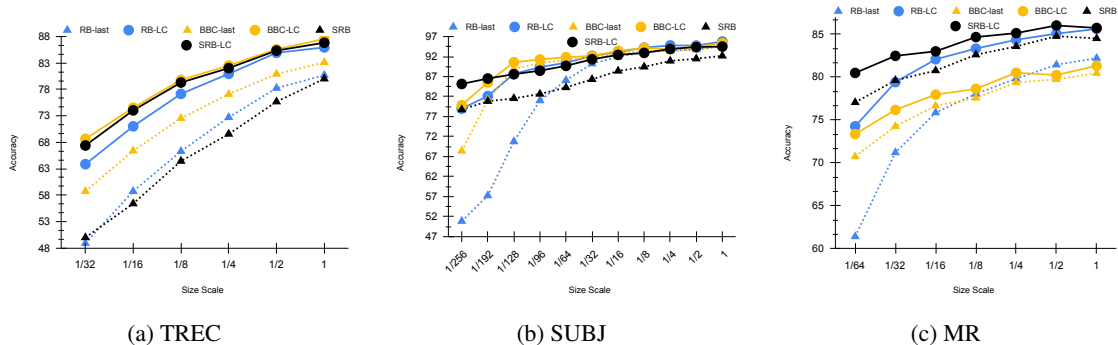 RB-last RB-LC BBC-last BBC-LC SRB
SRB-LC
88
83
78
73
68
63
58
53
48
Accuracy
1/32 1/16 1/8 1/4 1/2 1
Size Scale
(a) TREC
RB-last RB-LC BBC-last BBC-LC SRB
SRB-LC
97
92
87
82
77
72
67
62
57
52
47
Accuracy
1/256 1/192 1/128 1/96 1/64 1/32 1/16 1/8 1/4 1/2 1
Size Scale
(b) SUBJ
RB-last RB-LC BBC-last BBC-LC SRB
SRB-LC
85
80
75
70
65
60
Accuracy
1/64 1/32 1/16 1/8 1/4 1/2 1
Size Scale
(c) MR